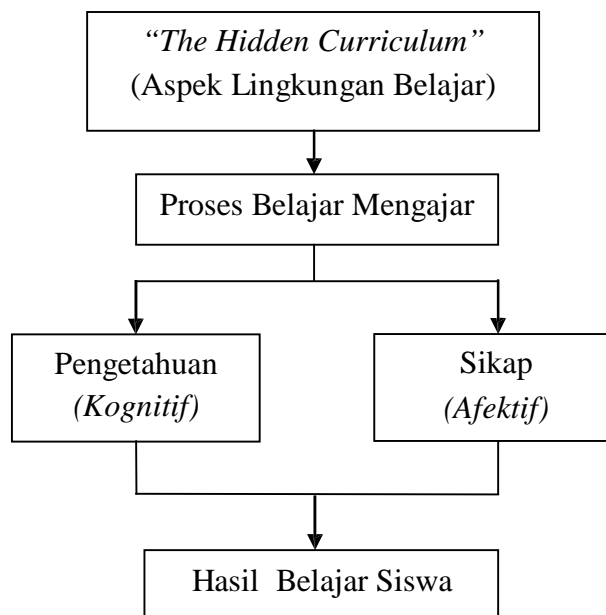 “The Hidden Curriculum”
(Aspek Lingkungan Belajar)
Proses Belajar Mengajar
Pengetahuan
(Kognitif)
Sikap
(Afektif)
Hasil Belajar Siswa